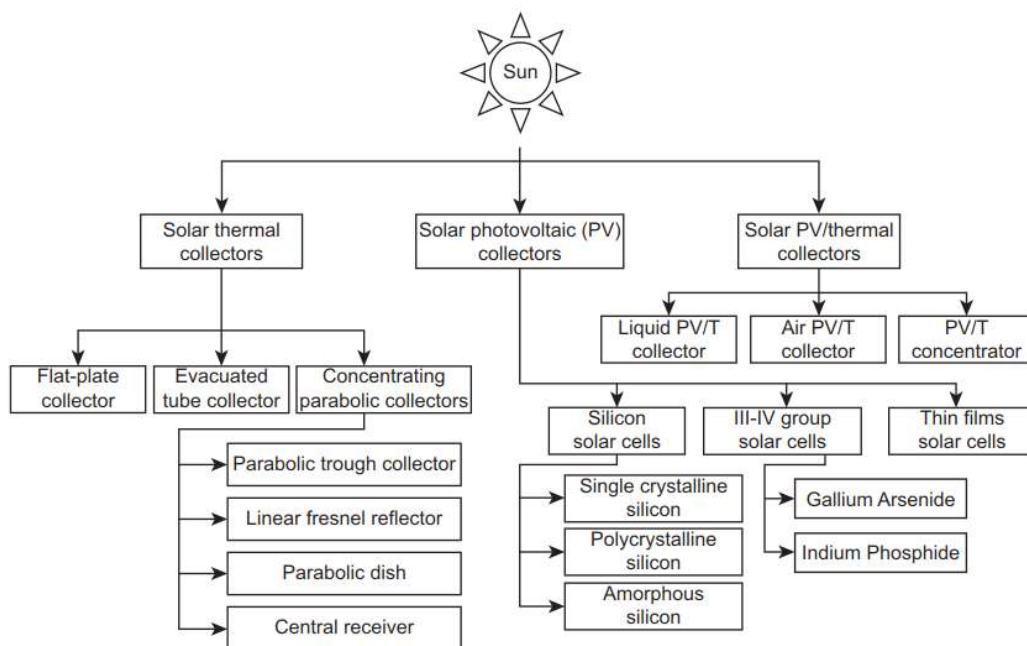 Sun
Solar thermal
collectors
Solar photovoltaic (PV)
collectors
Solar PV/thermal
collectors
Liquid PV/T
collector
Air PV/T
collector
PV/T
concentrator
Flat-plate
collector
Evacuated
tube collector
Concentrating
parabolic collectors
Silicon
solar cells
III-IV group
solar cells
Thin films
solar cells
Parabolic trough collector
Linear fresnel reflector
Parabolic dish
Central receiver
Single crystalline
silicon
Polycrystalline
silicon
Amorphous
silicon
Gallium Arsenide
Indium Phosphide